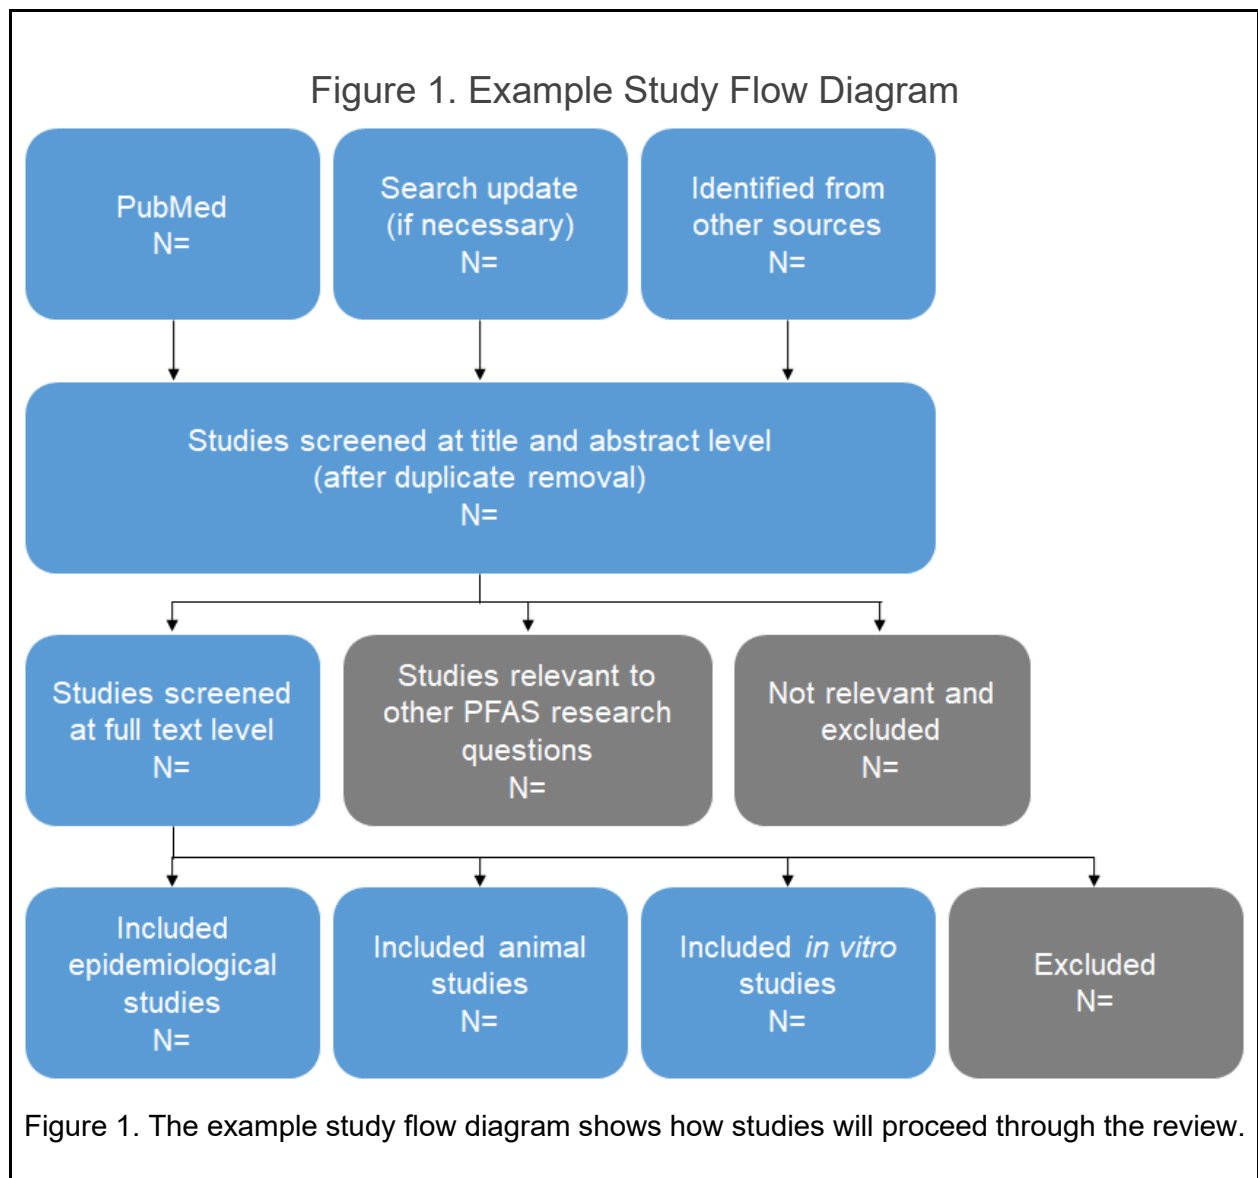 Figure 1. Example Study Flow Diagram
PubMed
N=
Search update
(if necessary)
N=
Identified from
other sources
N=
Studies screened at title and abstract level
(after duplicate removal)
N=
Studies screened
at full text level
N=
Studies relevant to
other PFAS research
questions
N=
Not relevant and
excluded
N=
Included
epidemiological
studies
N=
Included animal
studies
N=
Included in vitro
studies
N=
Excluded
N=
Figure 1. The example study flow diagram shows how studies will proceed through the review.